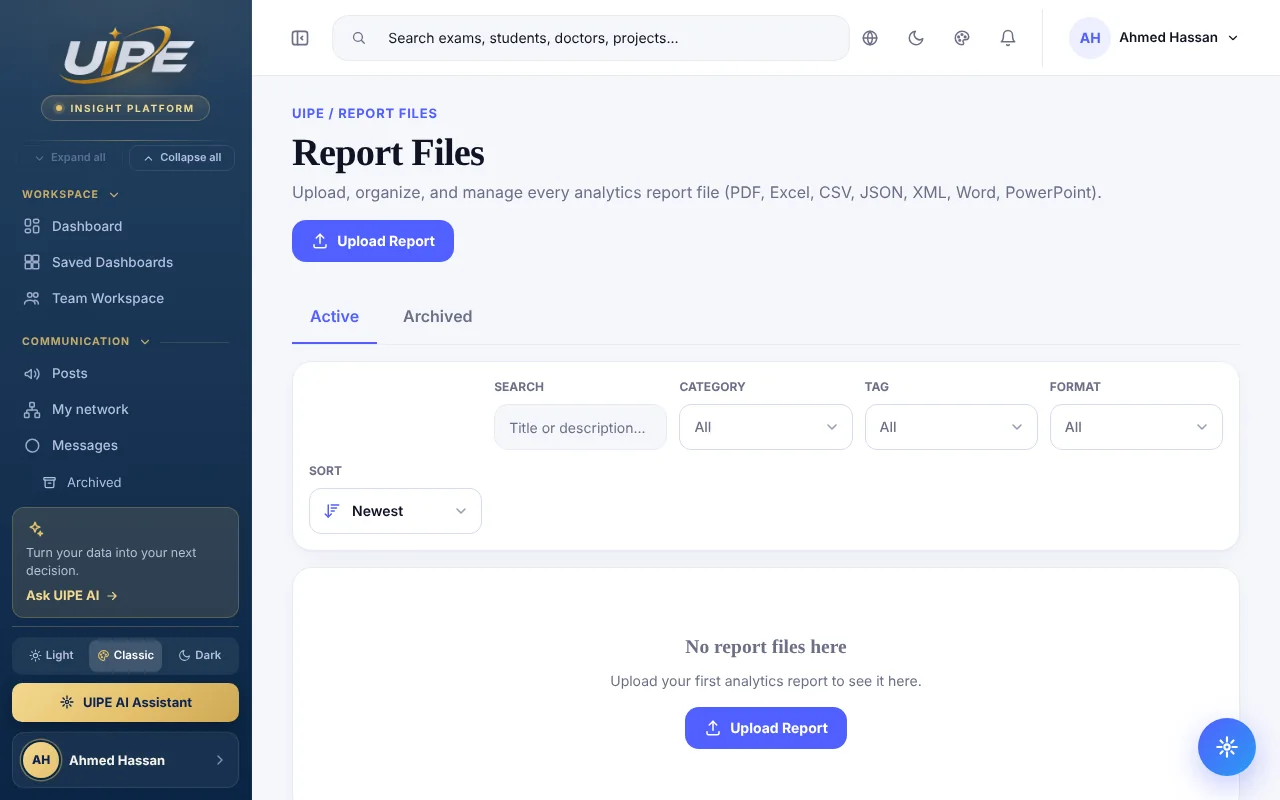 UIPE
INSIGHT PLATFORM
Expand all
Collapse all
WORKSPACE
Dashboard
Saved Dashboards
Team Workspace
COMMUNICATION
Posts
My network
Messages
Archived
Turn your data into your next
decision.
Ask UIPE AI →
Light
Classic
Dark
UIPE AI Assistant
AH
Ahmed Hassan
Search exams, students, doctors, projects...
AH
Ahmed Hassan
UIPE / REPORT FILES
Report Files
Upload, organize, and manage every analytics report file (PDF, Excel, CSV, JSON, XML, Word, PowerPoint).
Upload Report
Active
Archived
SEARCH
CATEGORY
TAG
FORMAT
Title or description...
All
All
All
SORT
Newest
No report files here
Upload your first analytics report to see it here.
Upload Report